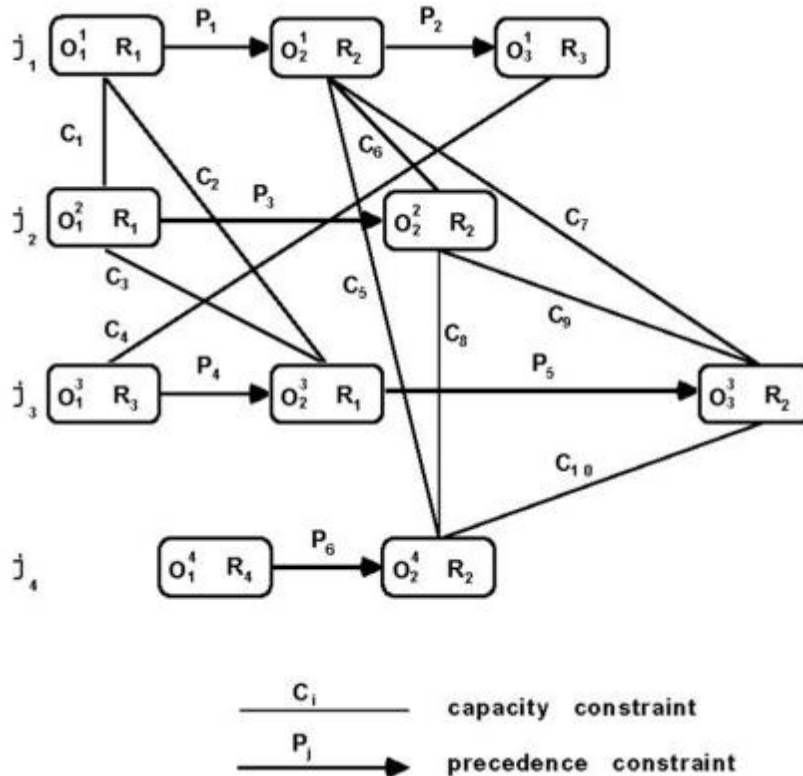 j₁ O₁¹ R₁ P₁ O₂¹ R₂ P₂ O₃¹ R₃
C₁ C₂ C₆
j₂ O₁² R₁ P₃ O₂² R₂ C₇
C₃ C₅ C₉
C₄ C₈
j₃ O₁³ R₃ P₄ O₂³ R₁ P₅ O₃³ R₂
C₁₀
j₄ O₁⁴ R₄ P₆ O₂⁴ R₂
Cᵢ capacity constraint
Pⱼ precedence constraint